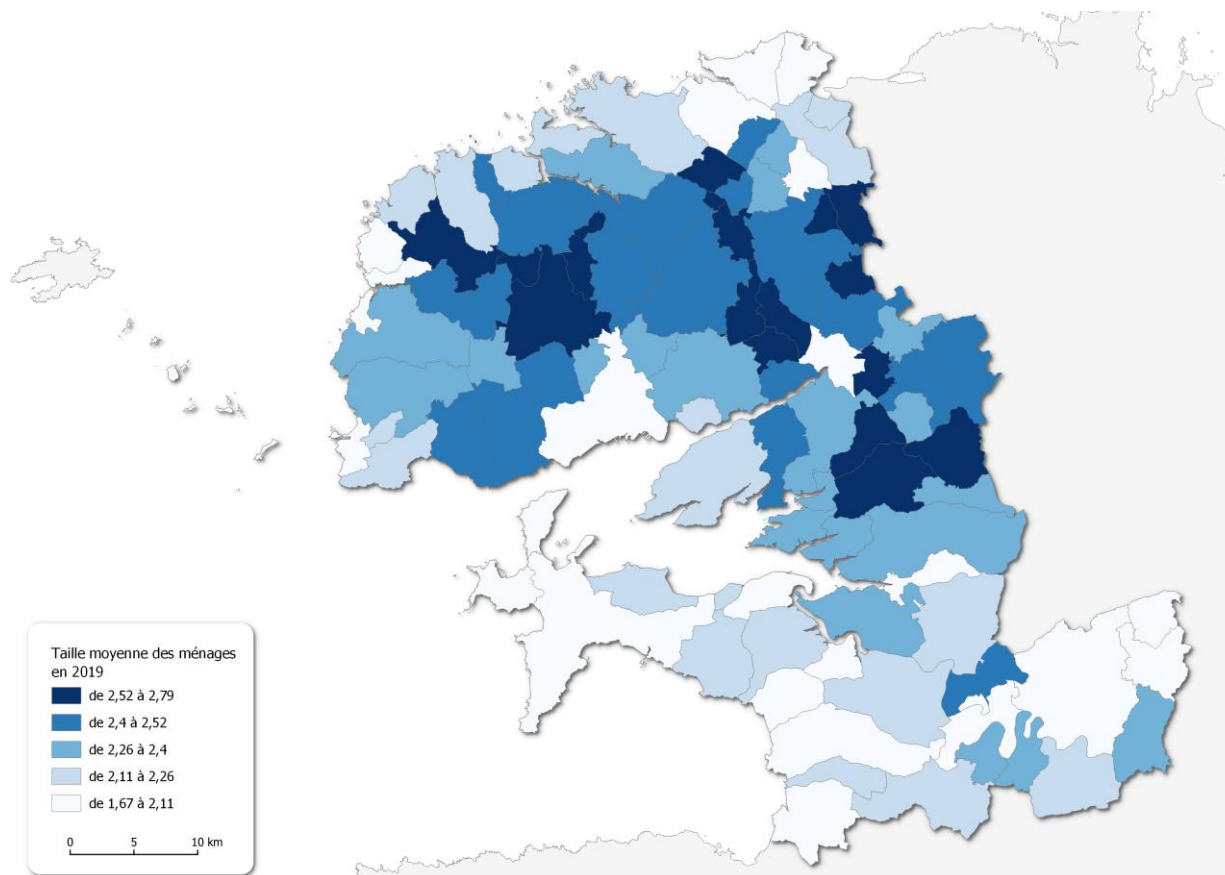 Taille moyenne des ménages
en 2019
de 2,52 à 2,79
de 2,4 à 2,52
de 2,26 à 2,4
de 2,11 à 2,26
de 1,67 à 2,11
0 5 10 km